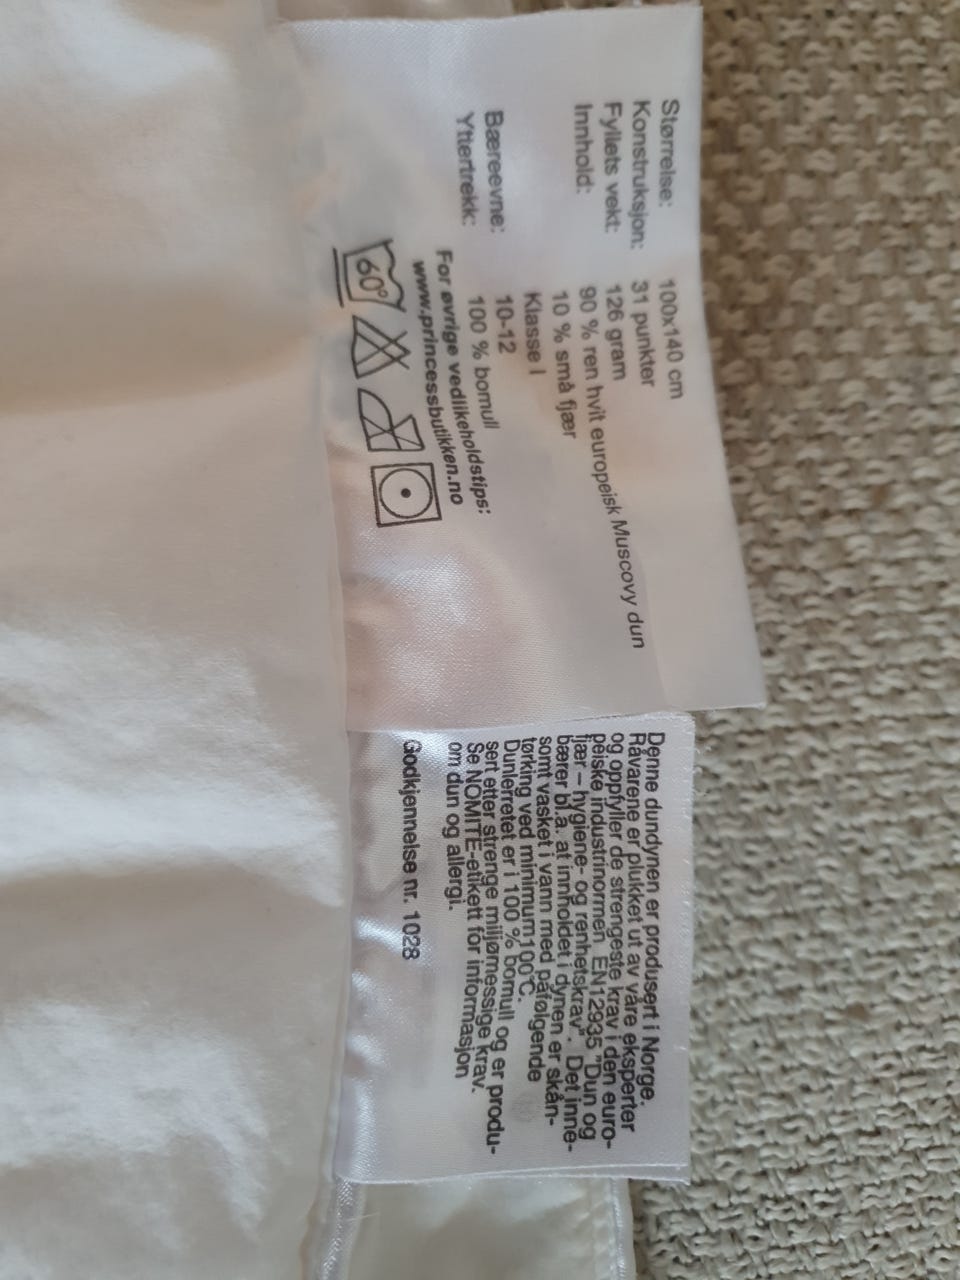 Størrelse: 100x140 cm
Konstruksjon: 31 punkter
Fyllets vekt: 126 gram
Innhold: 90 % ren hvit europeisk Muscovy dun
10 % små fjær
Klasse I
Bæreevne: 10-12
Yttertrekk: 100 % bomull
For øvrige vedlikeholdstips:
www.princessbutikken.no
60°
Denne dundynen er produsert i Norge.
Råvarene er plukket ut av våre eksperter
og oppfyller de strengeste krav i den euro-
peiske industrinormen EN12935 "Dun og
fjær – hygiene- og renhetskrav". Det inne-
bærer bl.a. at innholdet i dynen er skån-
somt vasket i vann med påfølgende
tørking ved minimum100°C.
Dunlerretet er i 100 % bomull og er produ-
sert etter strenge miljømessige krav.
Se NOMITE-etikett for informasjon
om dun og allergi.
Godkjennelse nr. 1028